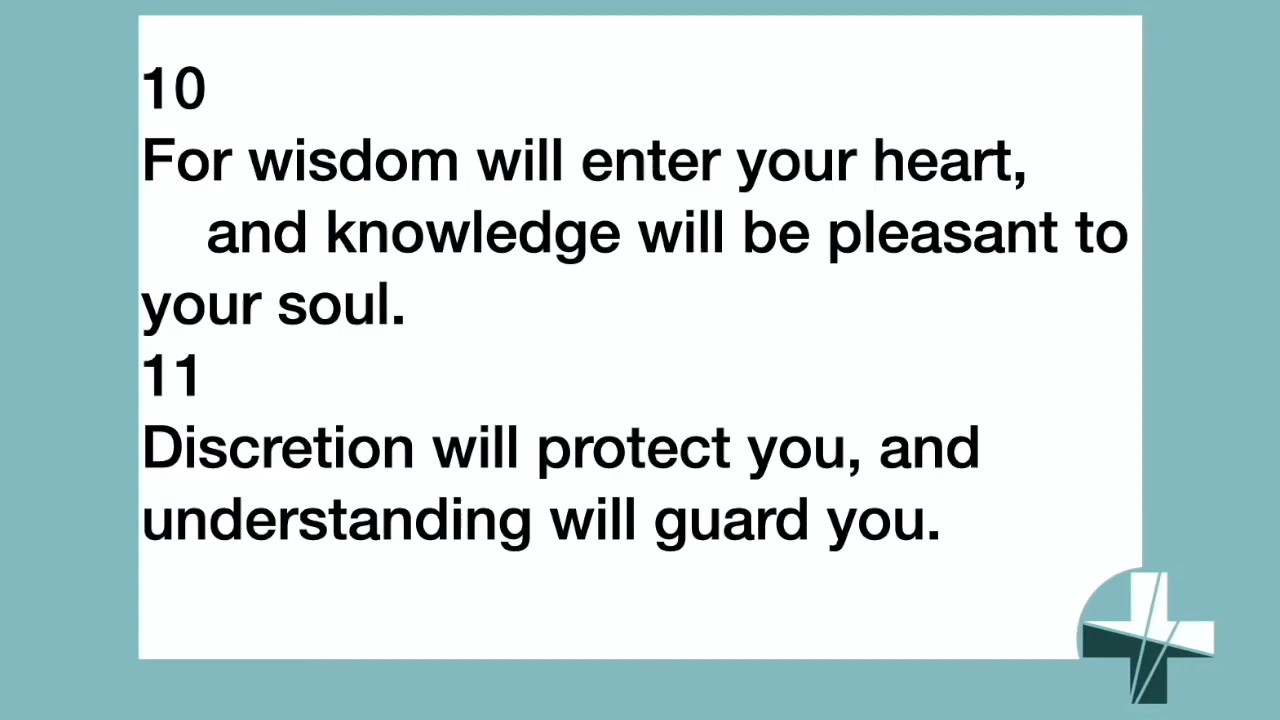 10
For wisdom will enter your heart,
and knowledge will be pleasant to
your soul.
11
Discretion will protect you, and
understanding will guard you.